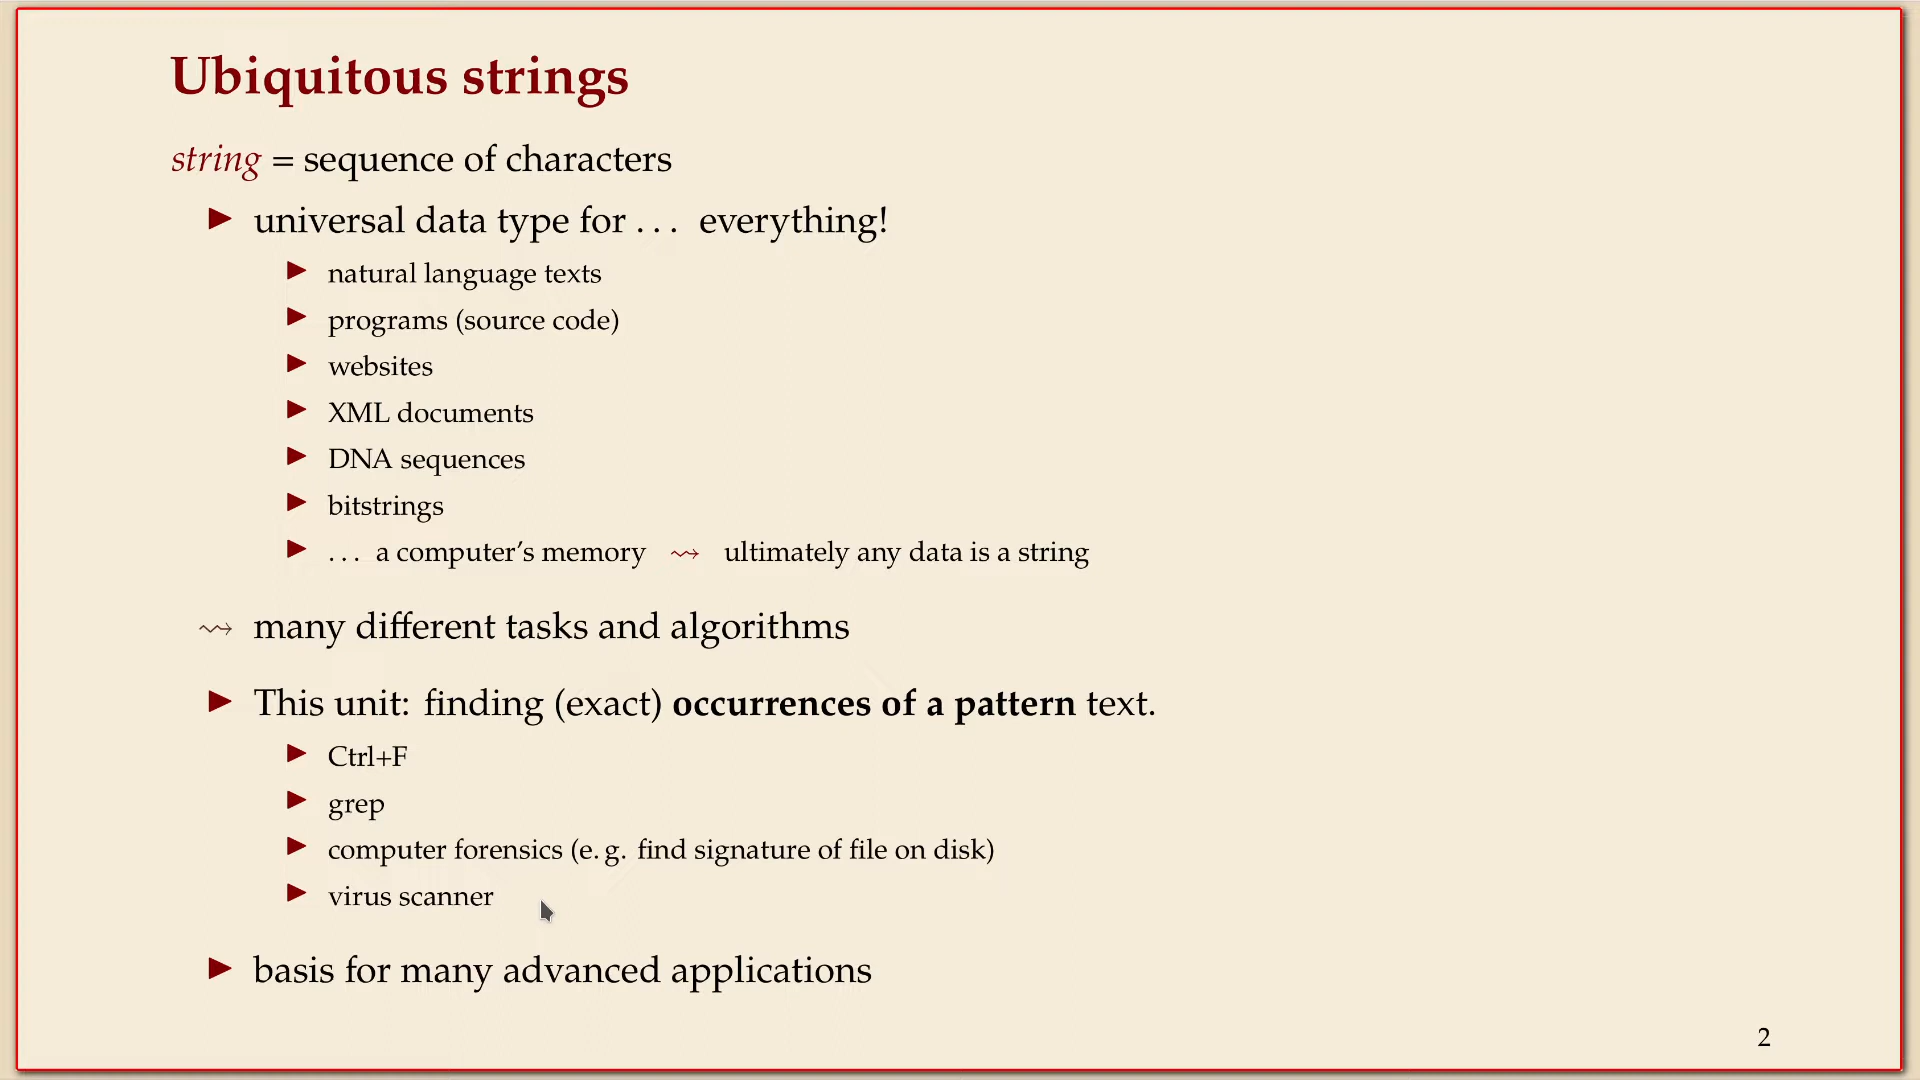 Ubiquitous strings
string = sequence of characters
▶ universal data type for . . . everything!
▶ natural language texts
▶ programs (source code)
▶ websites
▶ XML documents
▶ DNA sequences
▶ bitstrings
▶ . . . a computer’s memory ⇝ ultimately any data is a string
⇝ many different tasks and algorithms
▶ This unit: finding (exact) occurrences of a pattern text.
▶ Ctrl+F
▶ grep
▶ computer forensics (e. g. find signature of file on disk)
▶ virus scanner
▶ basis for many advanced applications
2